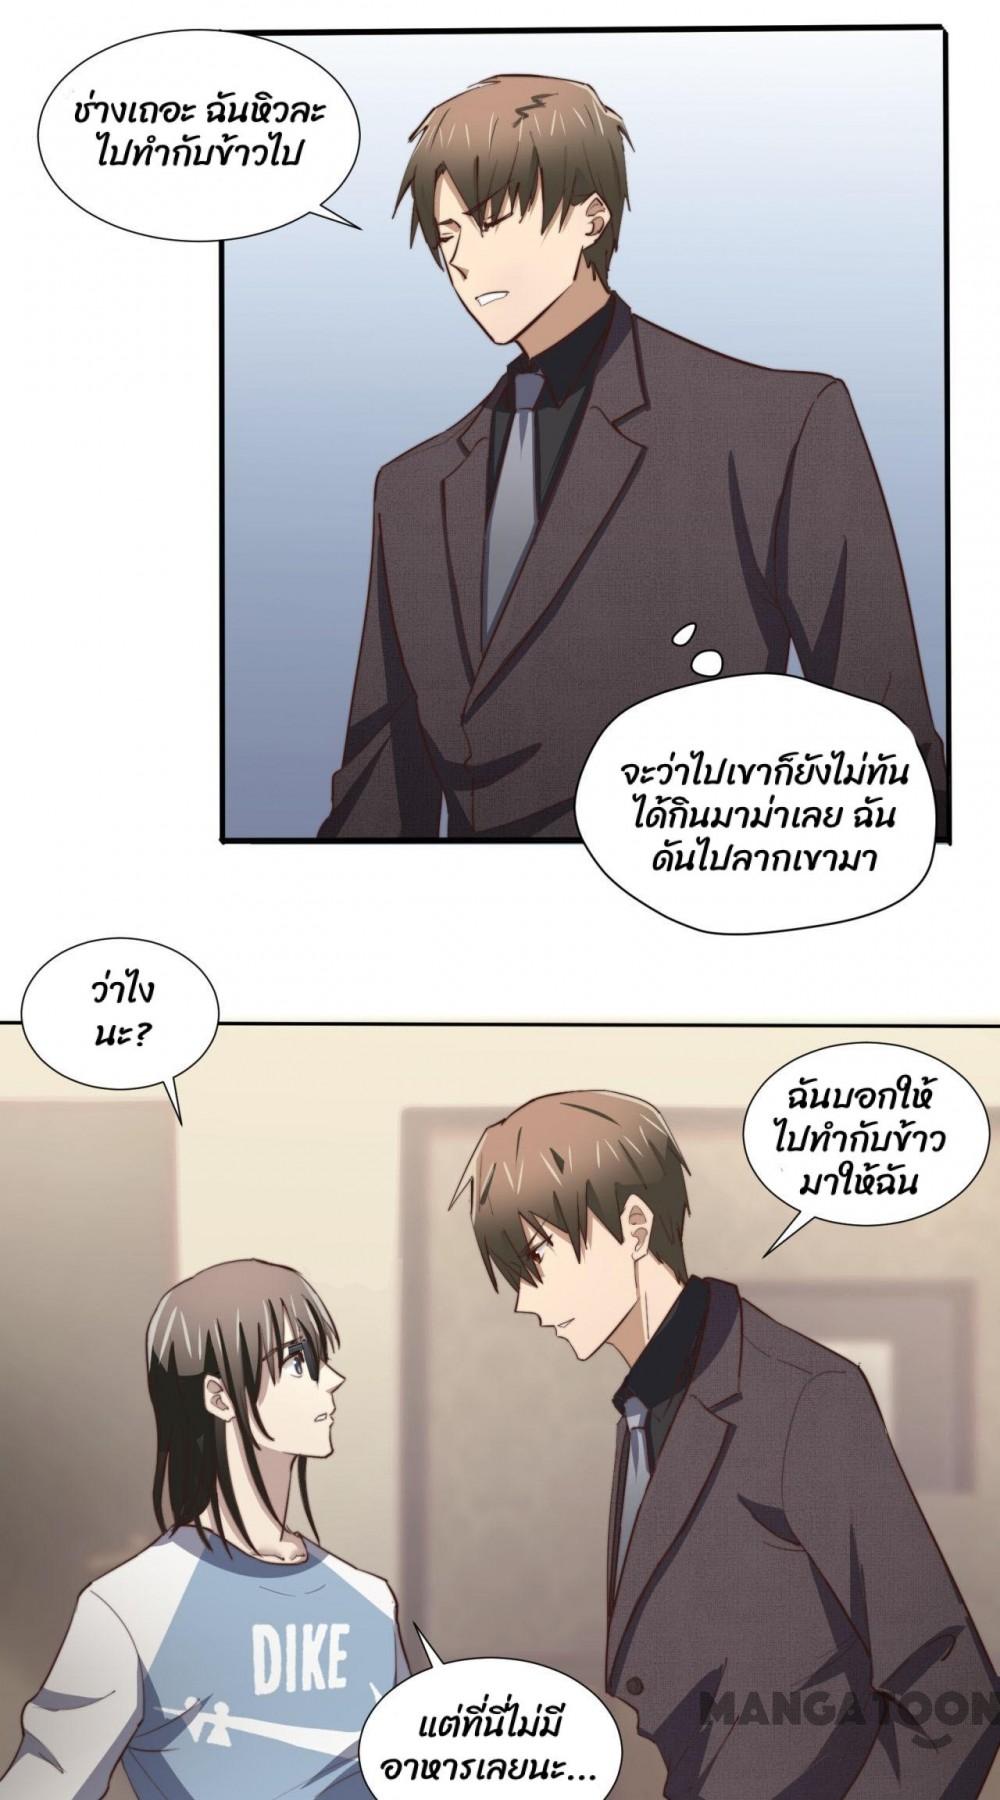 ช่างเถอะ ฉันหิวละ
ไปทำกับข้าวไป
จะว่าไปเขาก็ยังไม่ทัน
ได้กินมาม่าเลย ฉัน
ดันไปลากเขามา
ว่าไง
นะ?
ฉันบอกให้
ไปทำกับข้าว
มาให้ฉัน
DIKE
แต่ที่นี่ไม่มี
อาหารเลยนะ...
MANGATOON